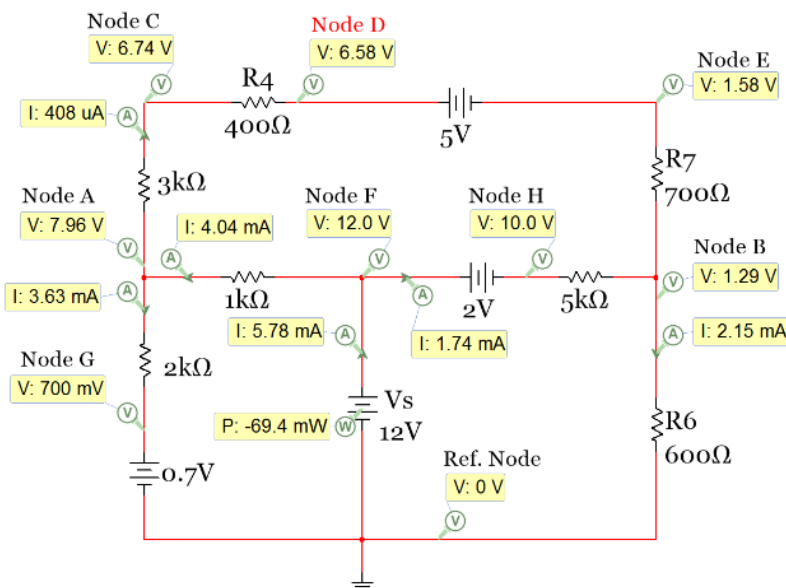 Node C
V: 6.74 V
Node D
V: 6.58 V
Node E
V: 1.58 V
R4
400Ω
5V
I: 408 uA
A
V
V
V
R7
700Ω
3kΩ
Node A
V: 7.96 V
V
I: 4.04 mA
A
Node F
V: 12.0 V
V
Node H
V: 10.0 V
V
Node B
V: 1.29 V
V
I: 3.63 mA
A
1kΩ
2V
5kΩ
A
I: 1.74 mA
I: 5.78 mA
A
I: 2.15 mA
A
Node G
V: 700 mV
V
2kΩ
P: -69.4 mW
W
Vs
12V
R6
600Ω
0.7V
Ref. Node
V: 0 V
V